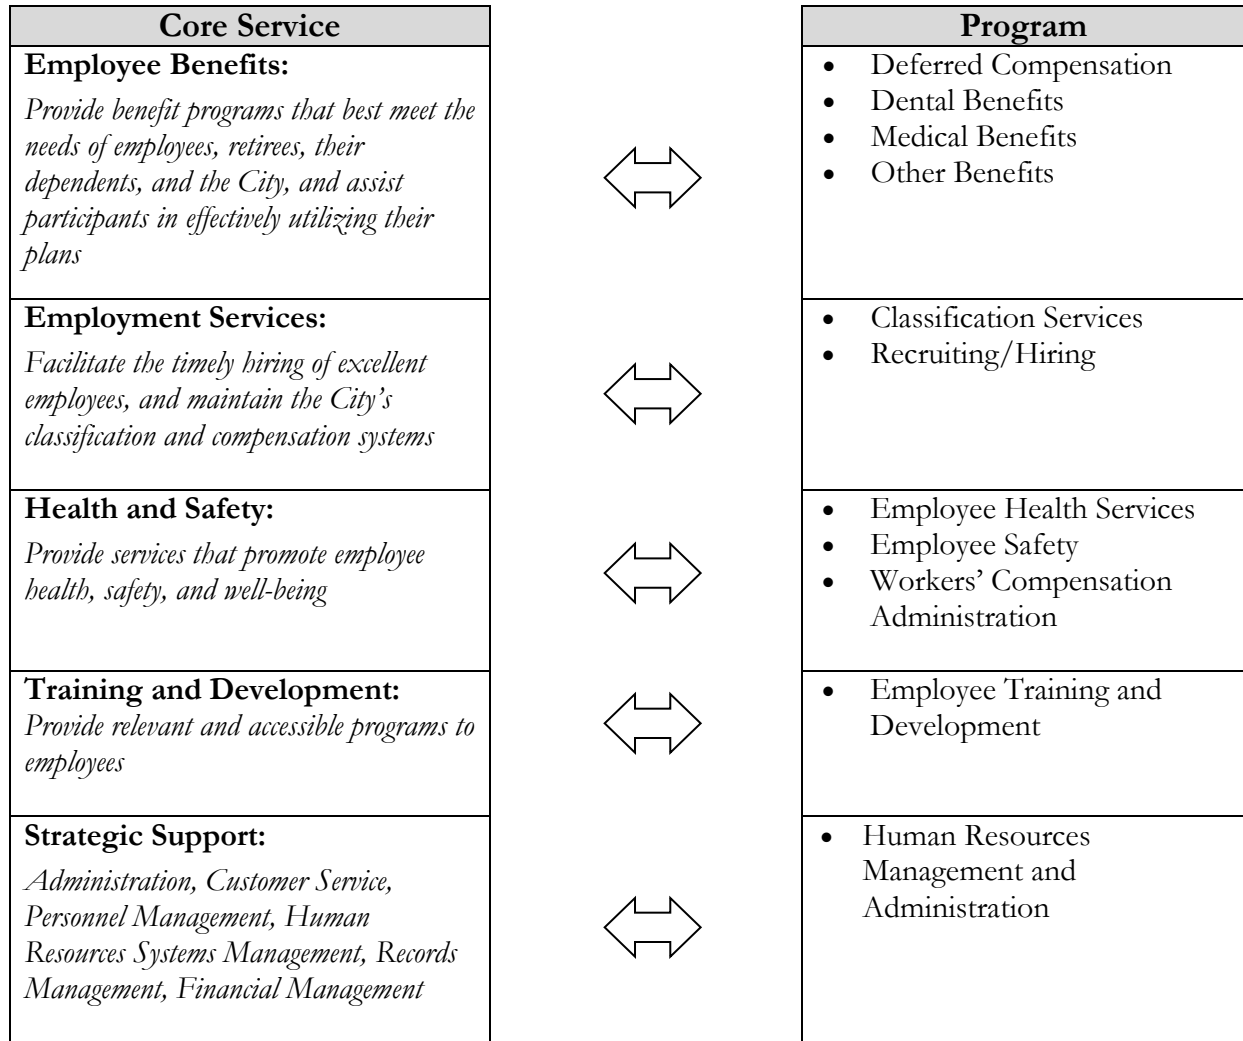 Core Service
Program
Employee Benefits:
Provide benefit programs that best meet the
needs of employees, retirees, their
dependents, and the City, and assist
participants in effectively utilizing their
plans
• Deferred Compensation
• Dental Benefits
• Medical Benefits
• Other Benefits
Employment Services:
Facilitate the timely hiring of excellent
employees, and maintain the City’s
classification and compensation systems
• Classification Services
• Recruiting/Hiring
Health and Safety:
Provide services that promote employee
health, safety, and well-being
• Employee Health Services
• Employee Safety
• Workers’ Compensation
Administration
Training and Development:
Provide relevant and accessible programs to
employees
• Employee Training and
Development
Strategic Support:
Administration, Customer Service,
Personnel Management, Human
Resources Systems Management, Records
Management, Financial Management
• Human Resources
Management and
Administration